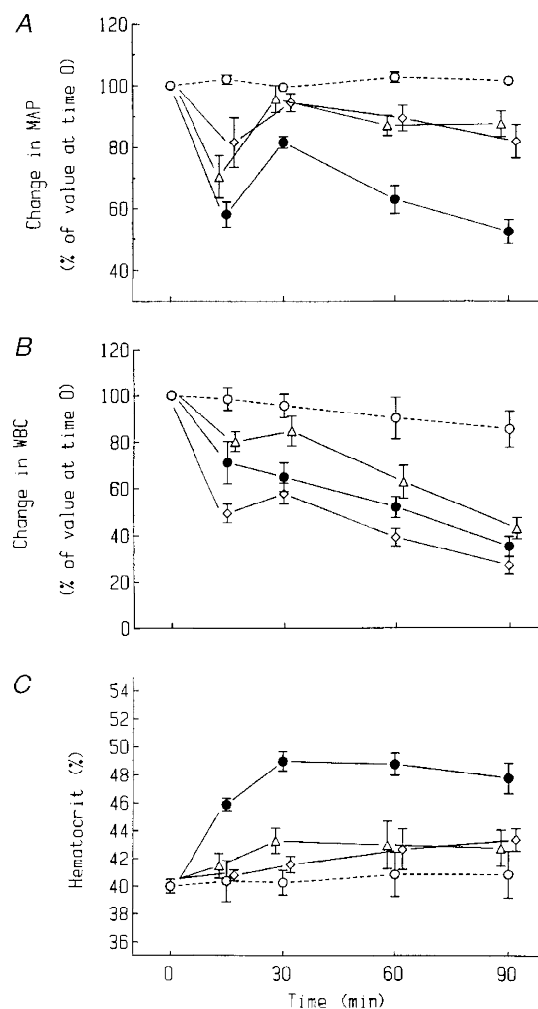 A
120
100
80
60
40
Change in MAP
(% of value at time 0)
B
120
100
80
60
40
20
0
Change in WBC
(% of value at time 0)
C
54
52
50
48
46
44
42
40
38
36
Hematocrit (%)
0 30 60 90
Time (min)